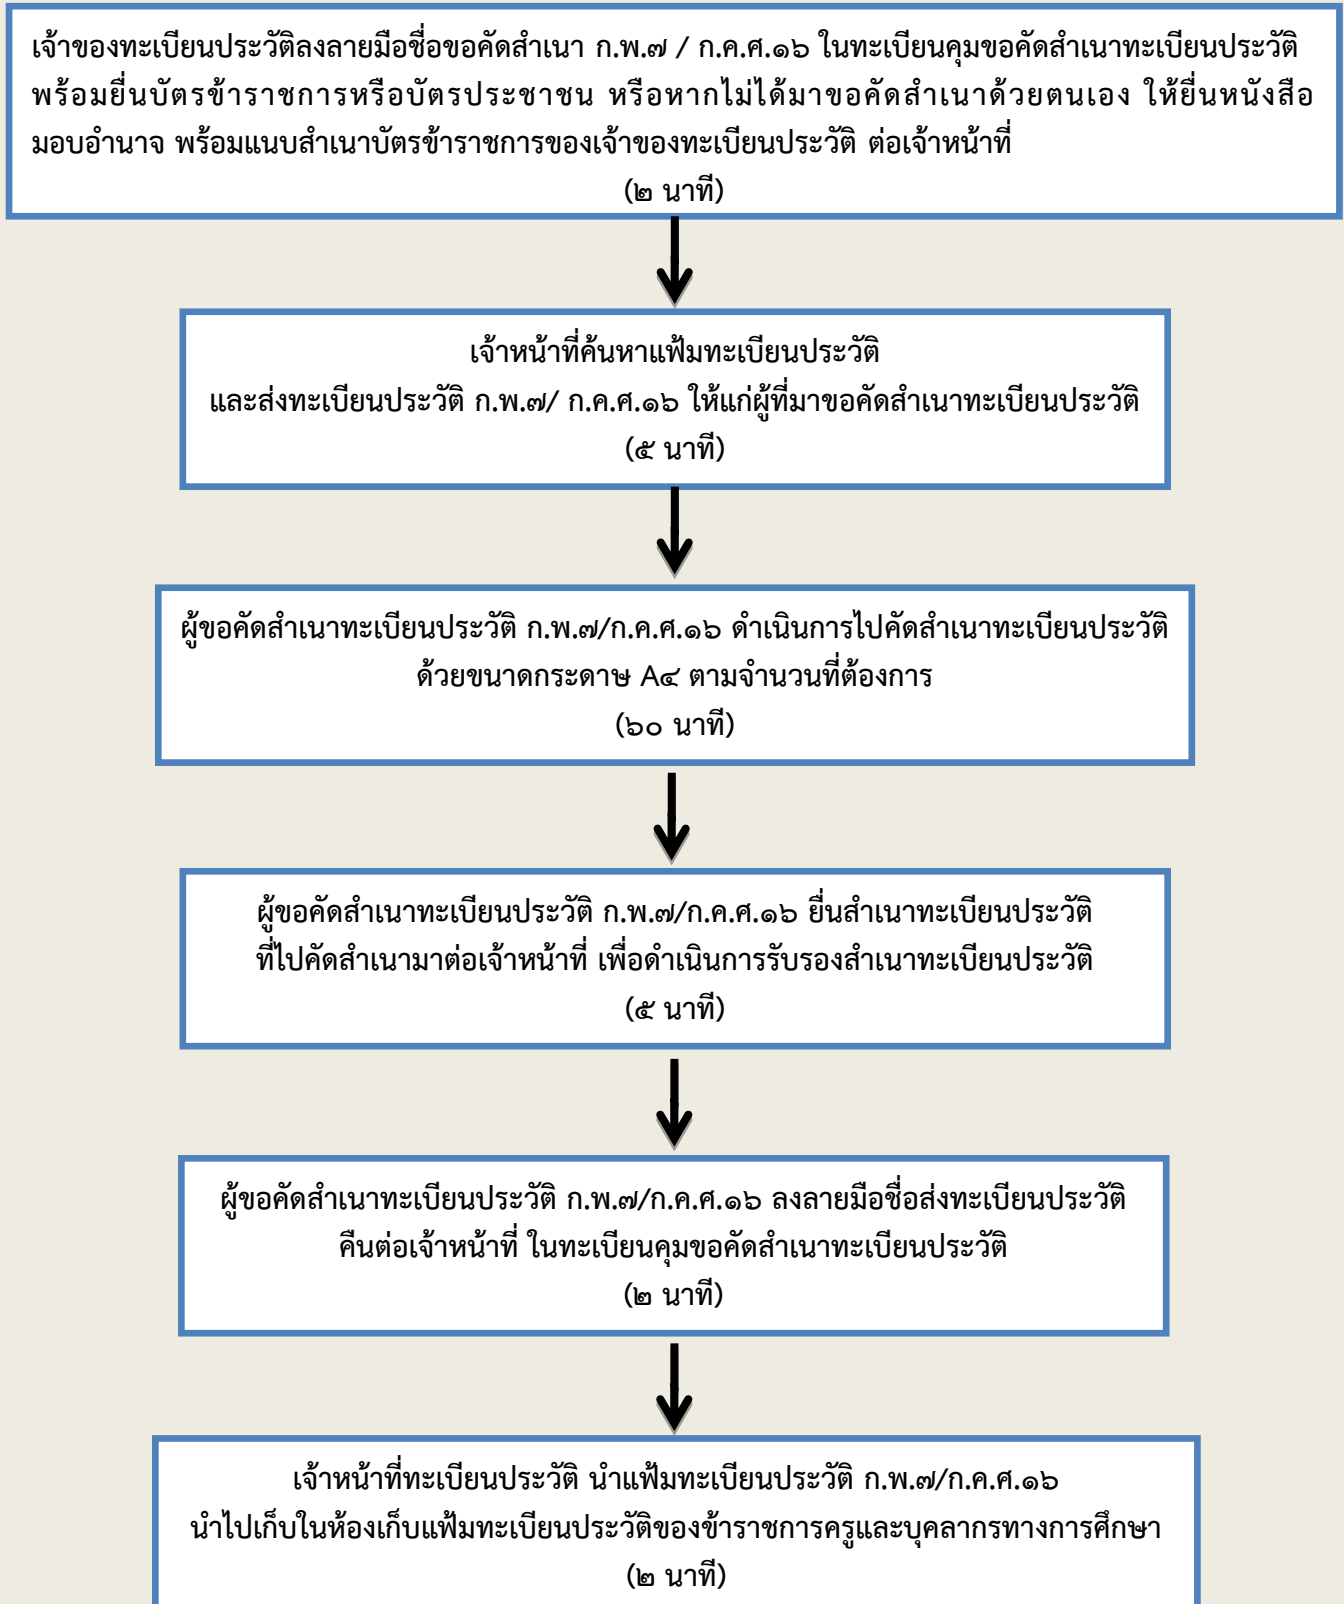 เจ้าของทะเบียนประวัติลงลายมือชื่อขอคัดสำเนา ก.พ.๗ / ก.ค.ศ.๑๖ ในทะเบียนคุมขอคัดสำเนาทะเบียนประวัติ
พร้อมยื่นบัตรข้าราชการหรือบัตรประชาชน หรือหากไม่ได้มาขอคัดสำเนาด้วยตนเอง ให้ยื่นหนังสือ
มอบอำนาจ พร้อมแนบสำเนาบัตรข้าราชการของเจ้าของทะเบียนประวัติ ต่อเจ้าหน้าที่
(๒ นาที)
เจ้าหน้าที่ค้นหาแฟ้มทะเบียนประวัติ
และส่งทะเบียนประวัติ ก.พ.๗/ ก.ค.ศ.๑๖ ให้แก่ผู้ที่มาขอคัดสำเนาทะเบียนประวัติ
(๕ นาที)
ผู้ขอคัดสำเนาทะเบียนประวัติ ก.พ.๗/ก.ค.ศ.๑๖ ดำเนินการไปคัดสำเนาทะเบียนประวัติ
ด้วยขนาดกระดาษ A๔ ตามจำนวนที่ต้องการ
(๖๐ นาที)
ผู้ขอคัดสำเนาทะเบียนประวัติ ก.พ.๗/ก.ค.ศ.๑๖ ยื่นสำเนาทะเบียนประวัติ
ที่ไปคัดสำเนามาต่อเจ้าหน้าที่ เพื่อดำเนินการรับรองสำเนาทะเบียนประวัติ
(๕ นาที)
ผู้ขอคัดสำเนาทะเบียนประวัติ ก.พ.๗/ก.ค.ศ.๑๖ ลงลายมือชื่อส่งทะเบียนประวัติ
คืนต่อเจ้าหน้าที่ ในทะเบียนคุมขอคัดสำเนาทะเบียนประวัติ
(๒ นาที)
เจ้าหน้าที่ทะเบียนประวัติ นำแฟ้มทะเบียนประวัติ ก.พ.๗/ก.ค.ศ.๑๖
นำไปเก็บในห้องเก็บแฟ้มทะเบียนประวัติของข้าราชการครูและบุคลากรทางการศึกษา
(๒ นาที)